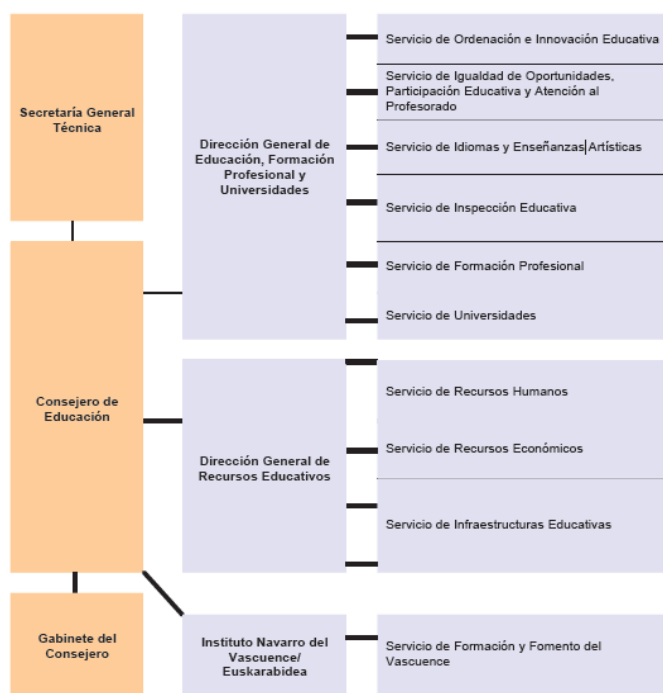 Secretaría General
Técnica
Consejero de
Educación
Gabinete del
Consejero
Dirección General de
Educación, Formación
Profesional y
Universidades
Servicio de Ordenación e Innovación Educativa
Servicio de Igualdad de Oportunidades,
Participación Educativa y Atención al
Profesorado
Servicio de Idiomas y Enseñanzas Artísticas
Servicio de Inspección Educativa
Servicio de Formación Profesional
Servicio de Universidades
Dirección General de
Recursos Educativos
Servicio de Recursos Humanos
Servicio de Recursos Económicos
Servicio de Infraestructuras Educativas
Instituto Navarro del
Vascuence/
Euskarabidea
Servicio de Formación y Fomento del
Vascuence